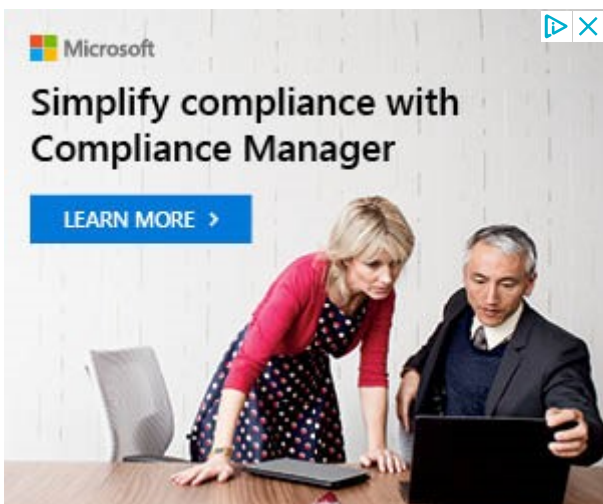 Microsoft
Simplify compliance with
Compliance Manager
LEARN MORE >